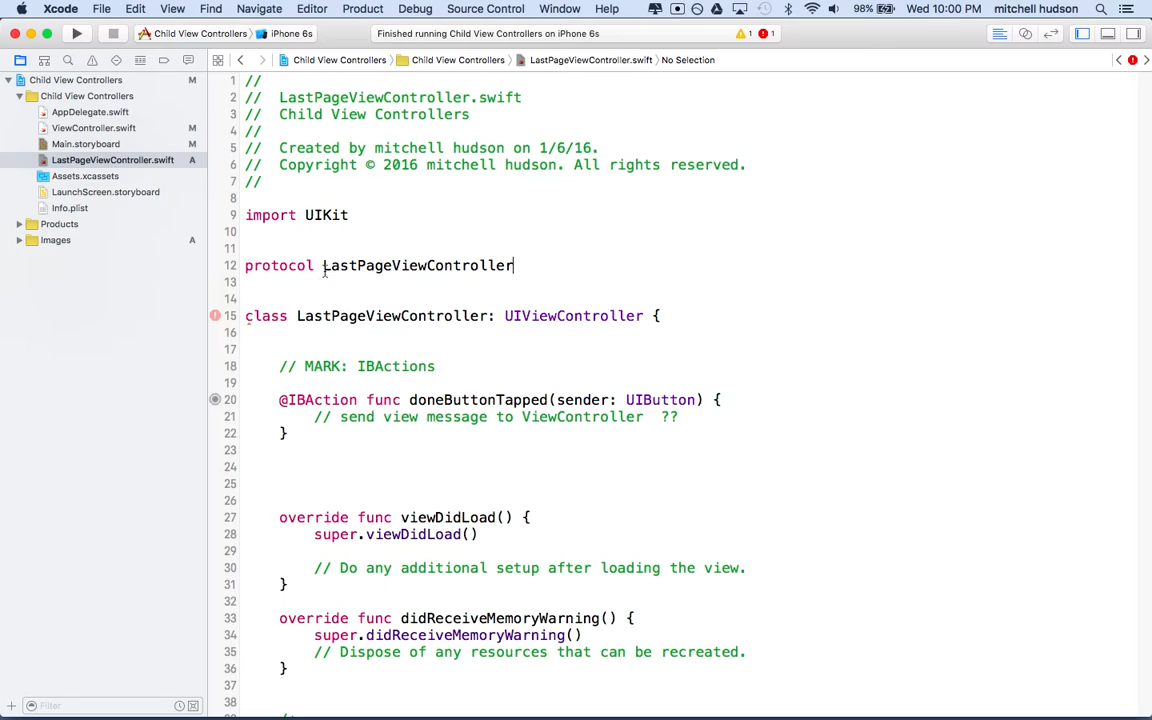 Xcode File Edit View Find Navigate Editor Product Debug Source Control Window Help 98% Wed 10:00 PM mitchell hudson
Child View Controllers iPhone 6s Finished running Child View Controllers on iPhone 6s 1 1
Child View Controllers Child View Controllers LastPageViewController.swift No Selection
Child View Controllers M
Child View Controllers
AppDelegate.swift
ViewController.swift M
Main.storyboard M
LastPageViewController.swift A
Assets.xcassets
LaunchScreen.storyboard
Info.plist
Products
Images A
Filter
1 //
2 // LastPageViewController.swift
3 // Child View Controllers
4 //
5 // Created by mitchell hudson on 1/6/16.
6 // Copyright © 2016 mitchell hudson. All rights reserved.
7 //
8
9 import UIKit
10
11
12 protocol LastPageViewController
13
14
15 class LastPageViewController: UIViewController {
16
17
18 // MARK: IBActions
19
20 @IBAction func doneButtonTapped(sender: UIButton) {
21 // send view message to ViewController ??
22 }
23
24
25
26
27 override func viewDidLoad() {
28 super.viewDidLoad()
29
30 // Do any additional setup after loading the view.
31 }
32
33 override func didReceiveMemoryWarning() {
34 super.didReceiveMemoryWarning()
35 // Dispose of any resources that can be recreated.
36 }
37
38